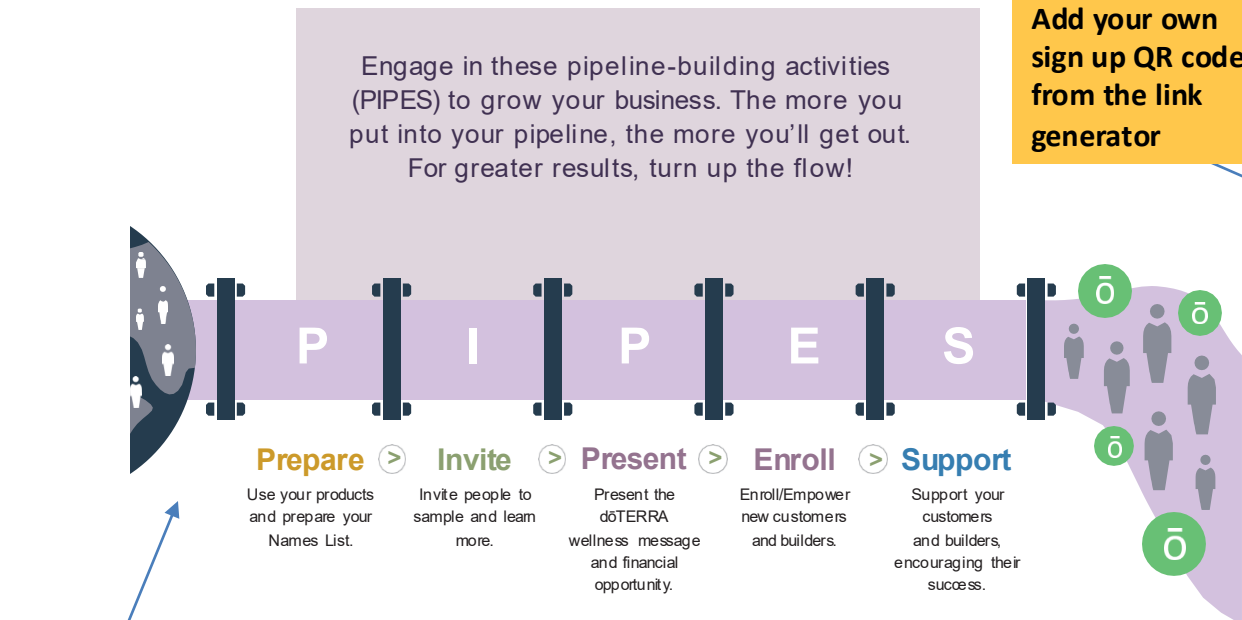 Add your own
sign up QR code
from the link
generator
Engage in these pipeline-building activities
(PIPES) to grow your business. The more you
put into your pipeline, the more you’ll get out.
For greater results, turn up the flow!
P I P E S
ō
ō
ō
ō
Prepare > Invite > Present > Enroll > Support
Use your products
and prepare your
Names List.
Invite people to
sample and learn
more.
Present the
dōTERRA
wellness message
and financial
opportunity.
Enroll/Empower
new customers
and builders.
Support your
customers
and builders,
encouraging their
success.